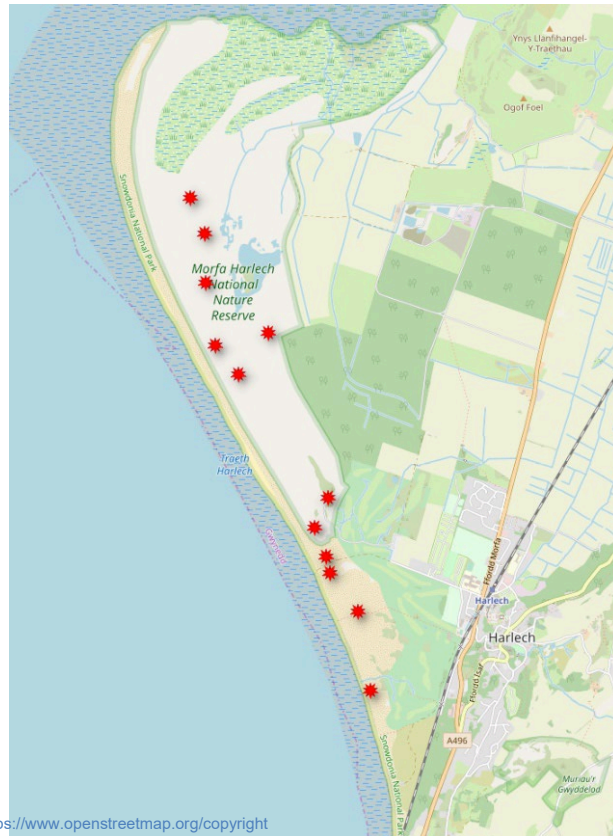 Ynys Llanfihangel-
Y-Traethau
Ogof Foel
Snowdonia National Park
Morfa Harlech
National
Nature
Reserve
Traeth
Harlech
Gwynedd
Ffordd Morfa
Harlech
Harlech
Ffordd Isaf
A496
Snowdonia National Park
Muriau'r
Gwyddelod
ps://www.openstreetmap.org/copyright